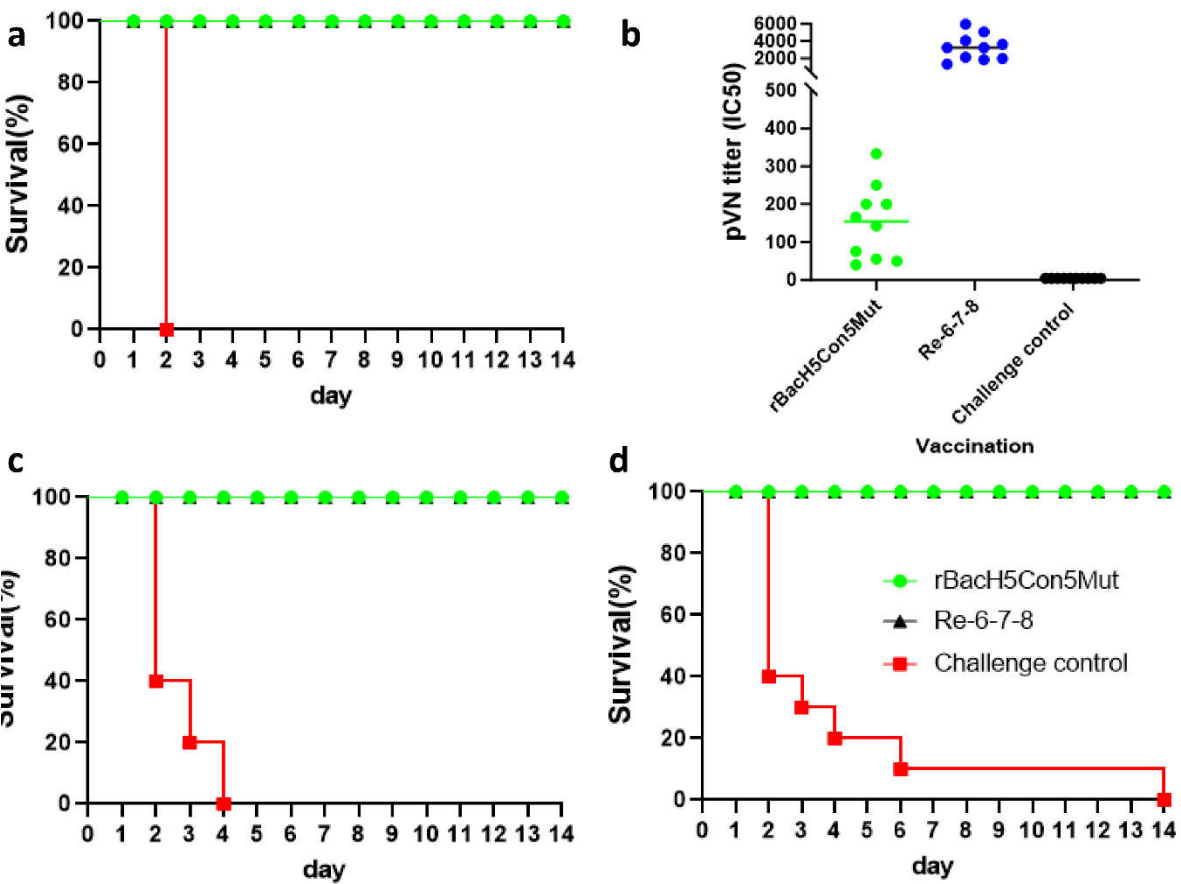 a
100
80
60
40
20
0
Survival(%)
0 1 2 3 4 5 6 7 8 9 10 11 12 13 14
day
b
6000
4000
2000
500
400
300
200
100
0
pVN titer (IC50)
rBacH5Con5Mut
Re-6-7-8
Challenge control
Vaccination
c
100
80
60
40
20
0
Survival(%)
0 1 2 3 4 5 6 7 8 9 10 11 12 13 14
day
d
100
80
60
40
20
0
Survival(%)
rBacH5Con5Mut
Re-6-7-8
Challenge control
0 1 2 3 4 5 6 7 8 9 10 11 12 13 14
day